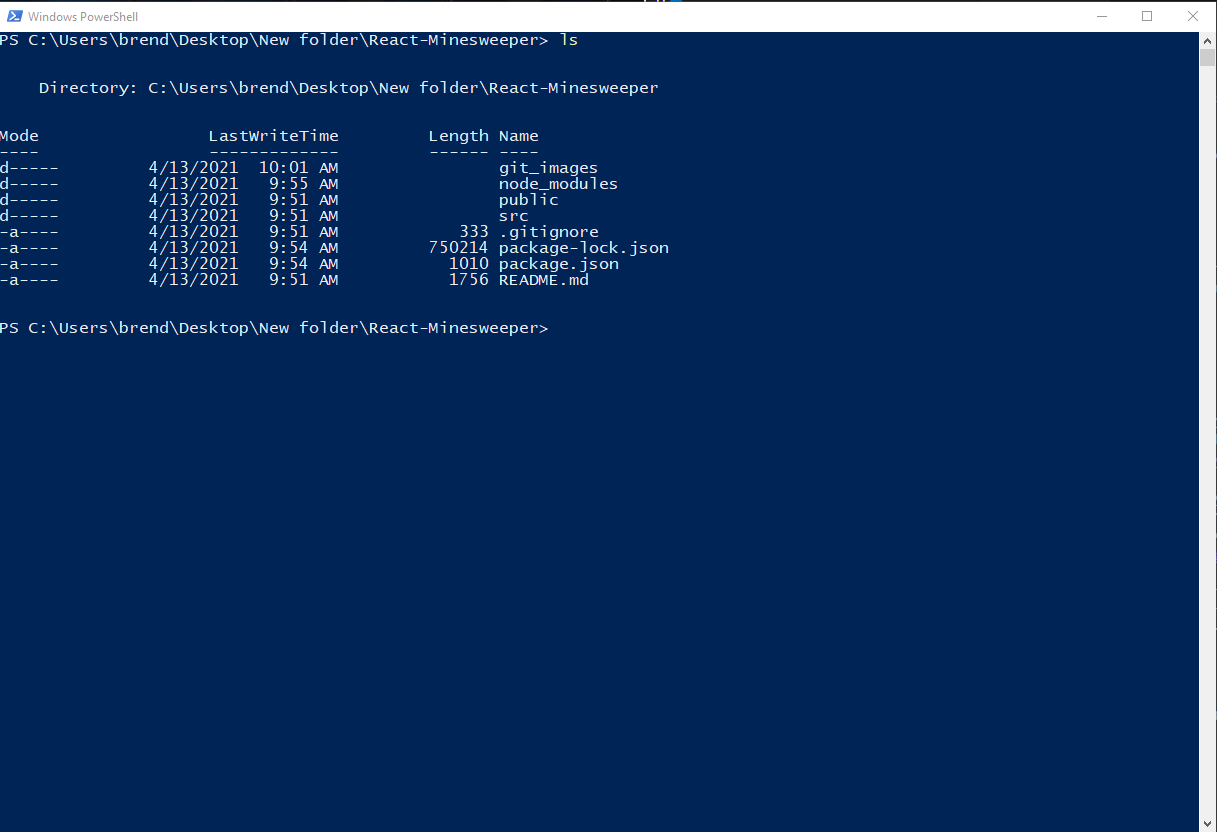 Windows PowerShell
PS C:\Users\brend\Desktop\New folder\React-Minesweeper> ls
Directory: C:\Users\brend\Desktop\New folder\React-Minesweeper
Mode                 LastWriteTime         Length Name
----                 -------------         ------ ----
d-----         4/13/2021  10:01 AM                git_images
d-----         4/13/2021   9:55 AM                node_modules
d-----         4/13/2021   9:51 AM                public
d-----         4/13/2021   9:51 AM                src
-a----         4/13/2021   9:51 AM            333 .gitignore
-a----         4/13/2021   9:54 AM         750214 package-lock.json
-a----         4/13/2021   9:54 AM           1010 package.json
-a----         4/13/2021   9:51 AM           1756 README.md
PS C:\Users\brend\Desktop\New folder\React-Minesweeper>